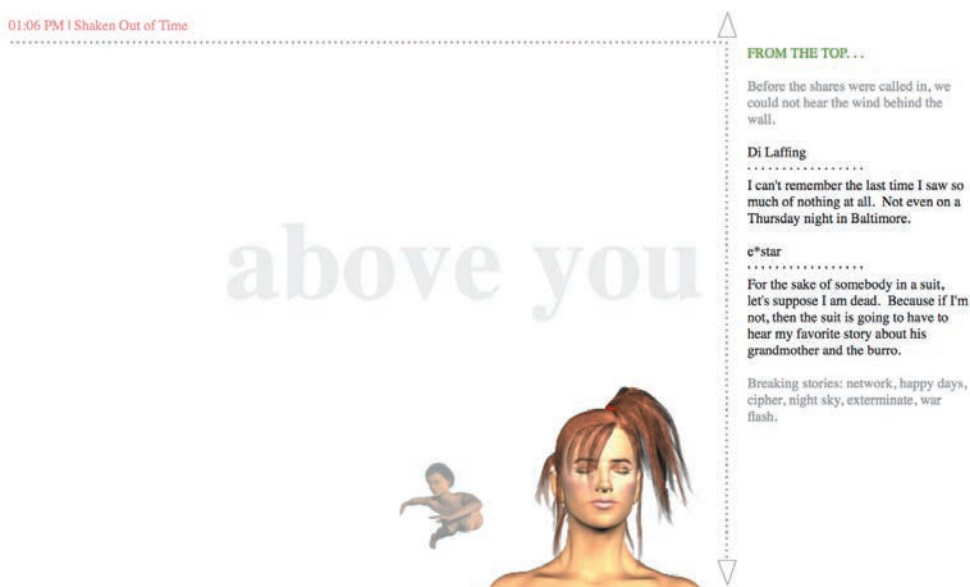 01:06 PM | Shaken Out of Time
above you
FROM THE TOP. . .
Before the shares were called in, we
could not hear the wind behind the
wall.
Di Laffing
I can't remember the last time I saw so
much of nothing at all. Not even on a
Thursday night in Baltimore.
e*star
For the sake of somebody in a suit,
let's suppose I am dead. Because if I'm
not, then the suit is going to have to
hear my favorite story about his
grandmother and the burro.
Breaking stories: network, happy days,
cipher, night sky, exterminate, war
flash.